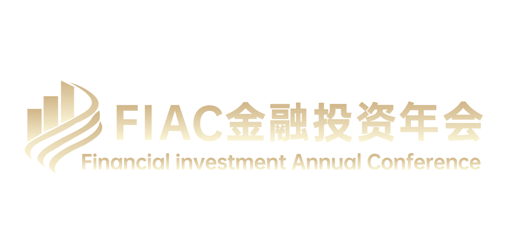 FIAC金融投资年会
Financial investment Annual Conference